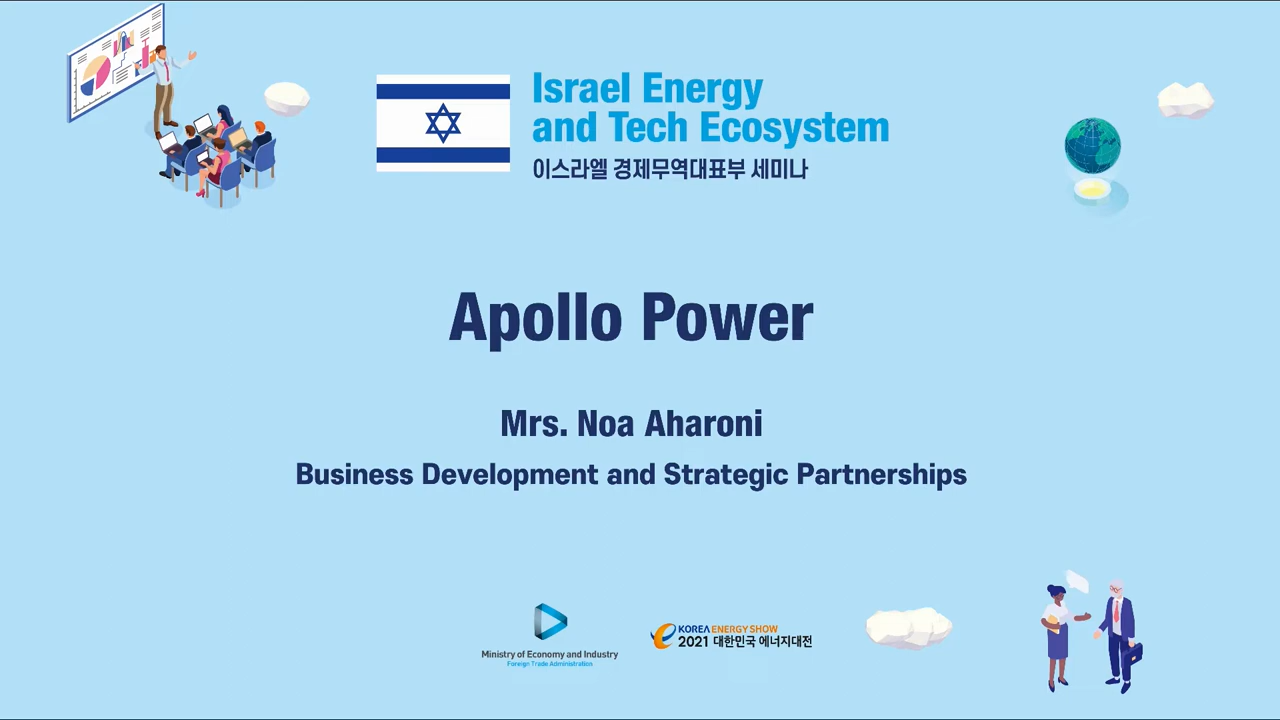 Israel Energy
and Tech Ecosystem
이스라엘 경제무역대표부 세미나
Apollo Power
Mrs. Noa Aharoni
Business Development and Strategic Partnerships
Ministry of Economy and Industry
Foreign Trade Administration
KOREA ENERGY SHOW
2021 대한민국 에너지대전